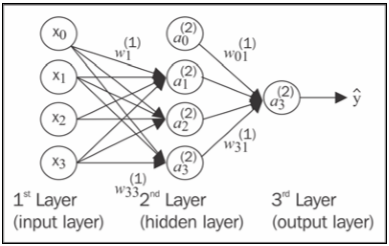 x₀ a₀⁽²⁾
w₁⁽¹⁾ w₀₁⁽¹⁾
x₁ a₁⁽²⁾
a₃⁽²⁾ ŷ
x₂ a₂⁽²⁾
w₃₁⁽¹⁾
x₃ a₃⁽²⁾
w₃₃⁽¹⁾
1ˢᵗ Layer 2ⁿᵈ Layer 3ʳᵈ Layer
(input layer) (hidden layer) (output layer)